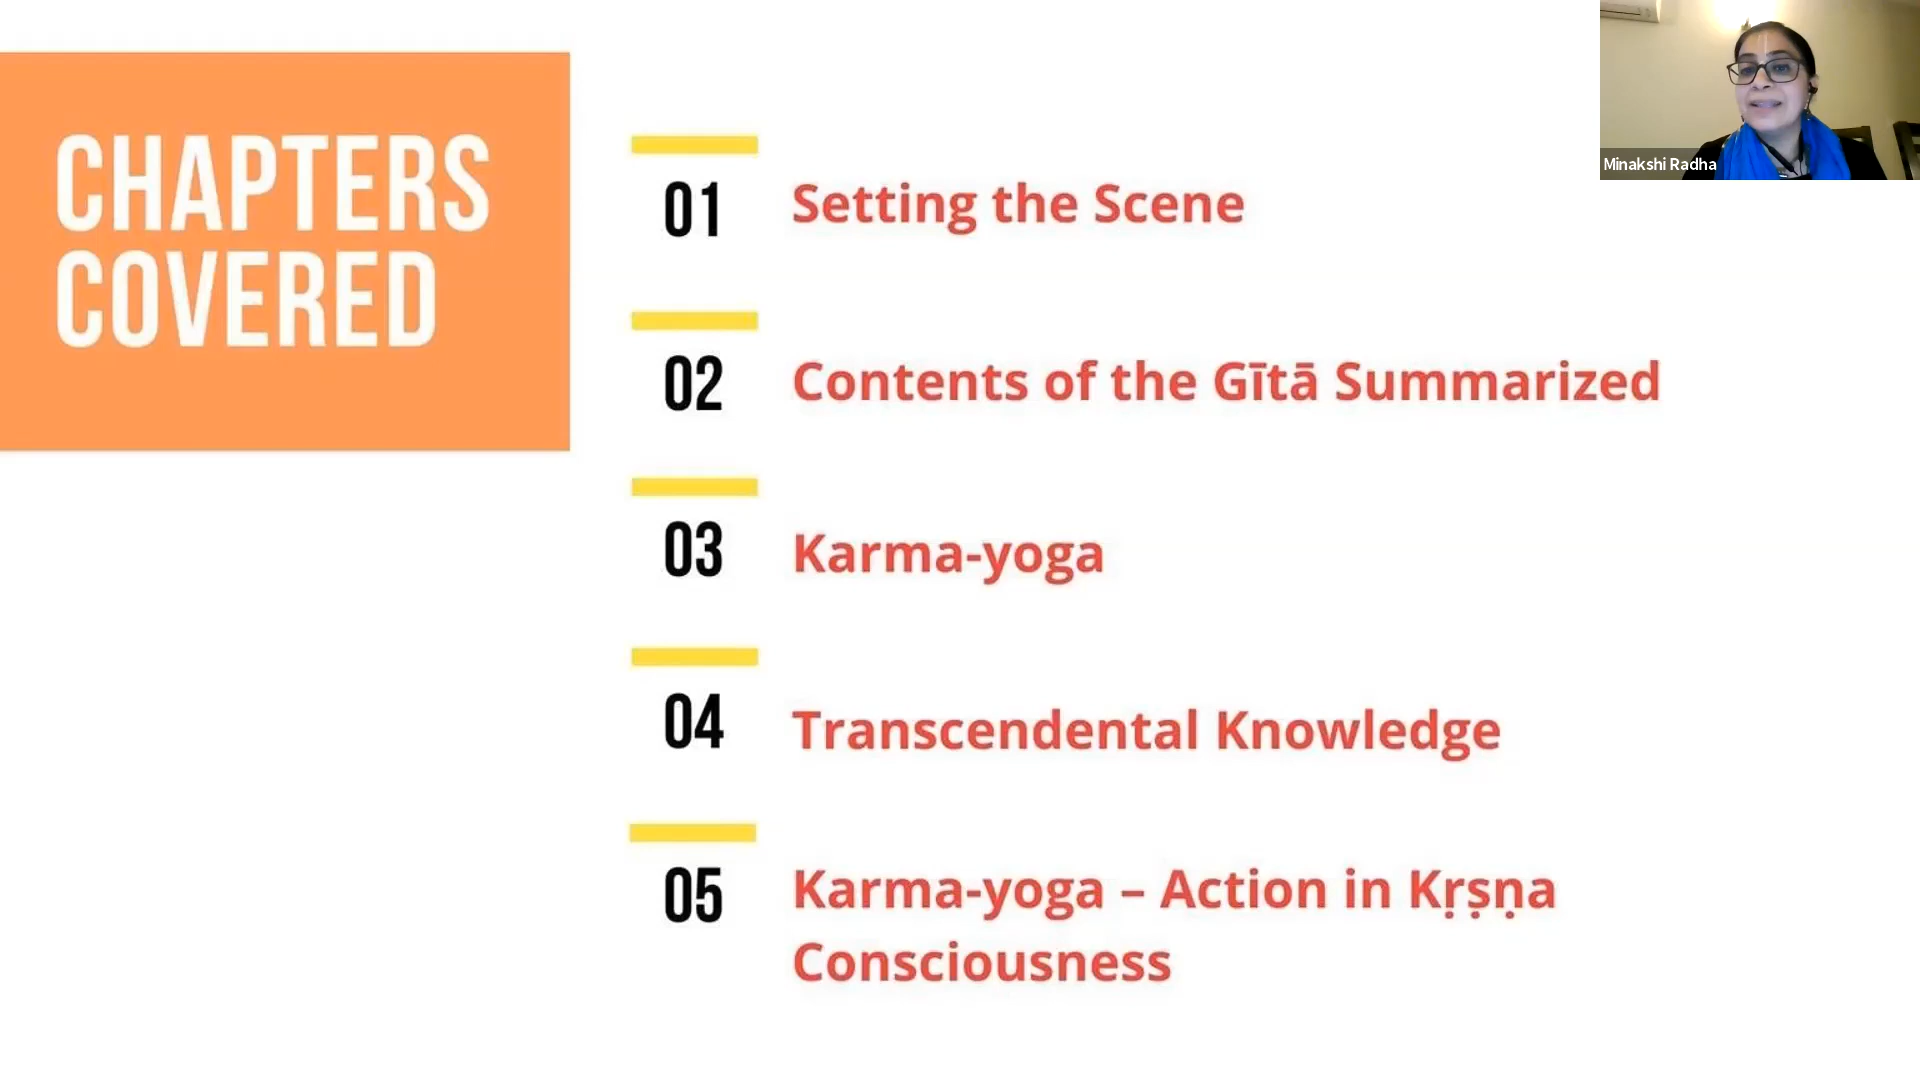 CHAPTERS
COVERED
01
Setting the Scene
02
Contents of the Gītā Summarized
03
Karma-yoga
04
Transcendental Knowledge
05
Karma-yoga – Action in Kṛṣṇa
Consciousness
Minakshi Radha